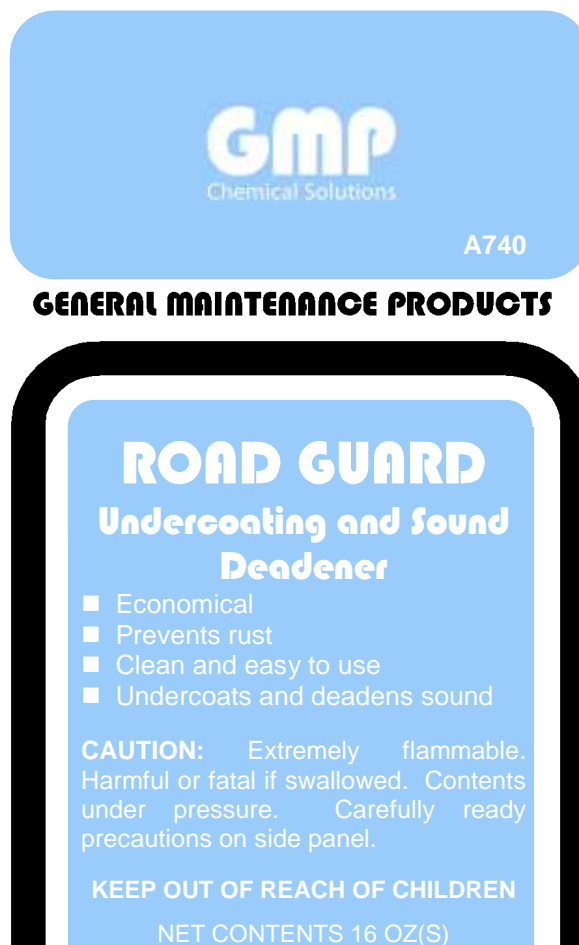 GMP
Chemical Solutions
A740
GENERAL MAINTENANCE PRODUCTS
ROAD GUARD
Undercoating and Sound
Deadener
Economical
Prevents rust
Clean and easy to use
Undercoats and deadens sound
CAUTION: Extremely flammable.
Harmful or fatal if swallowed. Contents
under pressure. Carefully ready
precautions on side panel.
KEEP OUT OF REACH OF CHILDREN
NET CONTENTS 16 OZ(S)